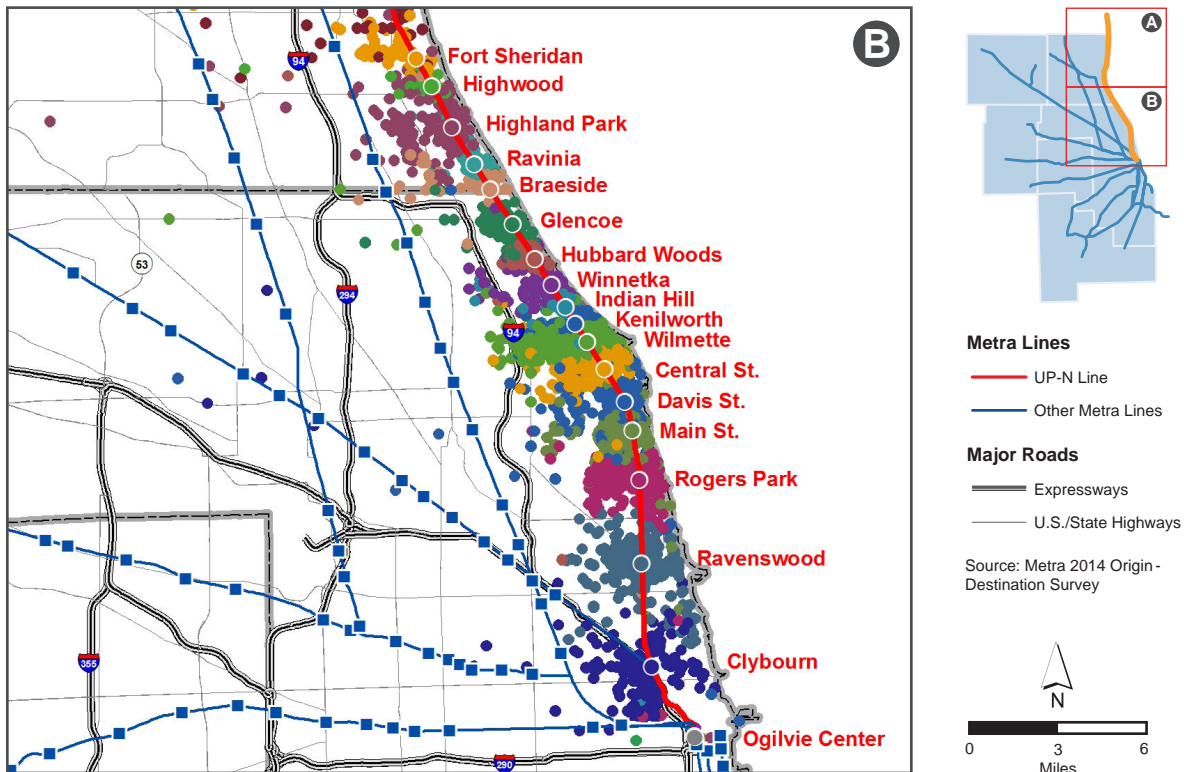 B
Fort Sheridan
94
Highwood
Highland Park
Ravinia
Braeside
Glencoe
53
Hubbard Woods
Winnetka
294
Indian Hill
Kenilworth
94
Wilmette
Central St.
Davis St.
Main St.
Rogers Park
Ravenswood
355
Clybourn
Ogilvie Center
290
A
B
Metra Lines
UP-N Line
Other Metra Lines
Major Roads
Expressways
U.S./State Highways
Source: Metra 2014 Origin-
Destination Survey
N
0 3 6
Miles